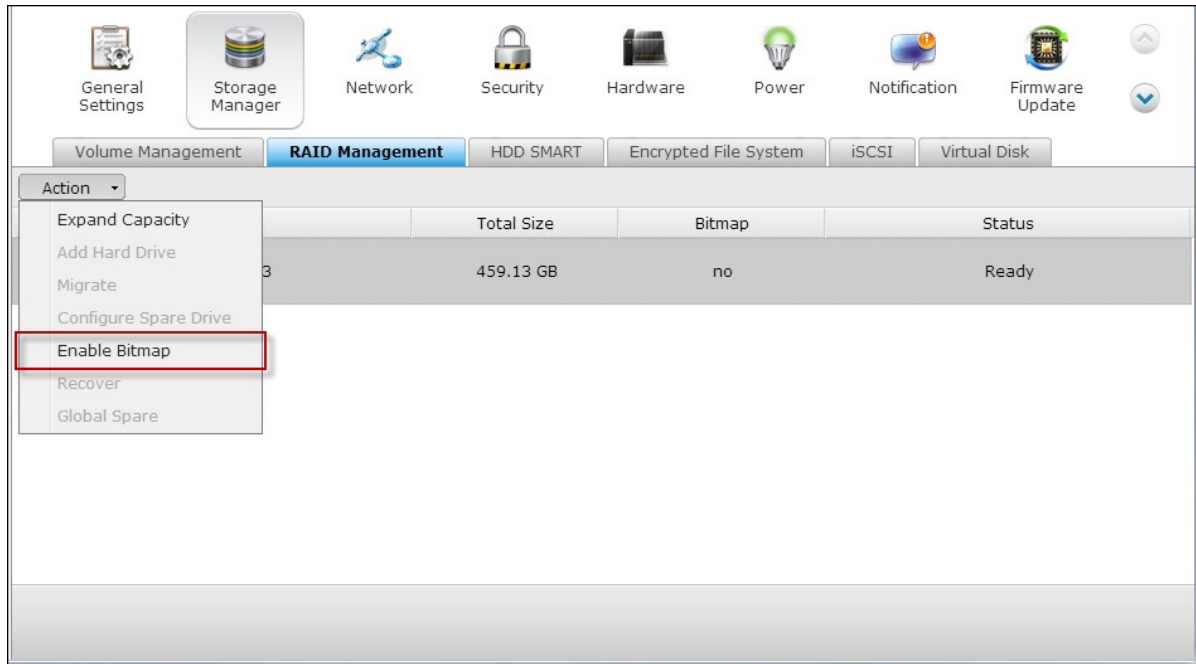 General Settings
Storage Manager
Network
Security
Hardware
Power
Notification
Firmware Update
Volume Management
RAID Management
HDD SMART
Encrypted File System
iSCSI
Virtual Disk
Action
Total Size
Bitmap
Status
3
459.13 GB
no
Ready
Expand Capacity
Add Hard Drive
Migrate
Configure Spare Drive
Enable Bitmap
Recover
Global Spare